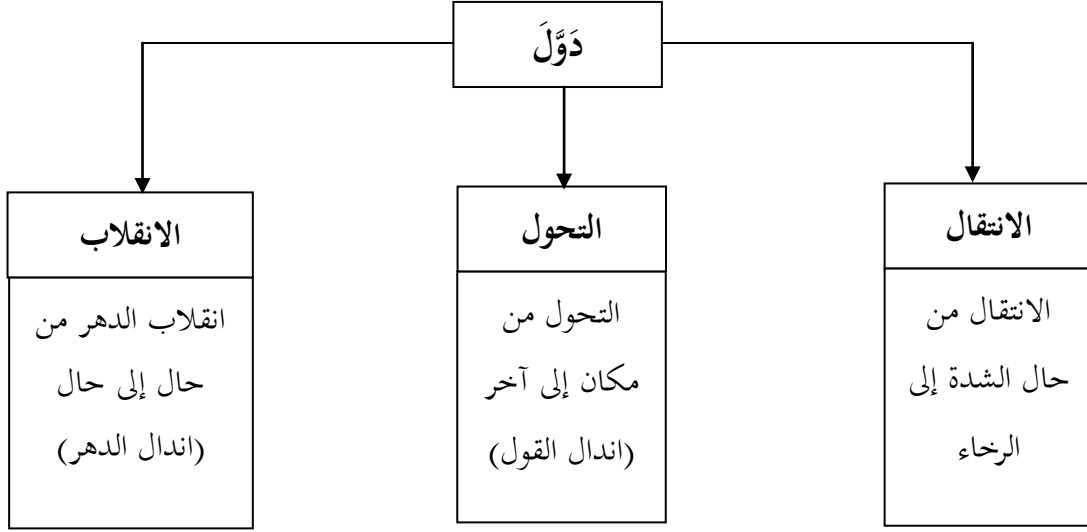 دَوَّلَ
الانتقال
الانتقال من
حال الشدة إلى
الرخاء
التحول
التحول من
مكان إلى آخر
(اندال القول)
الانقلاب
انقلاب الدهر من
حال إلى حال
(اندال الدهر)